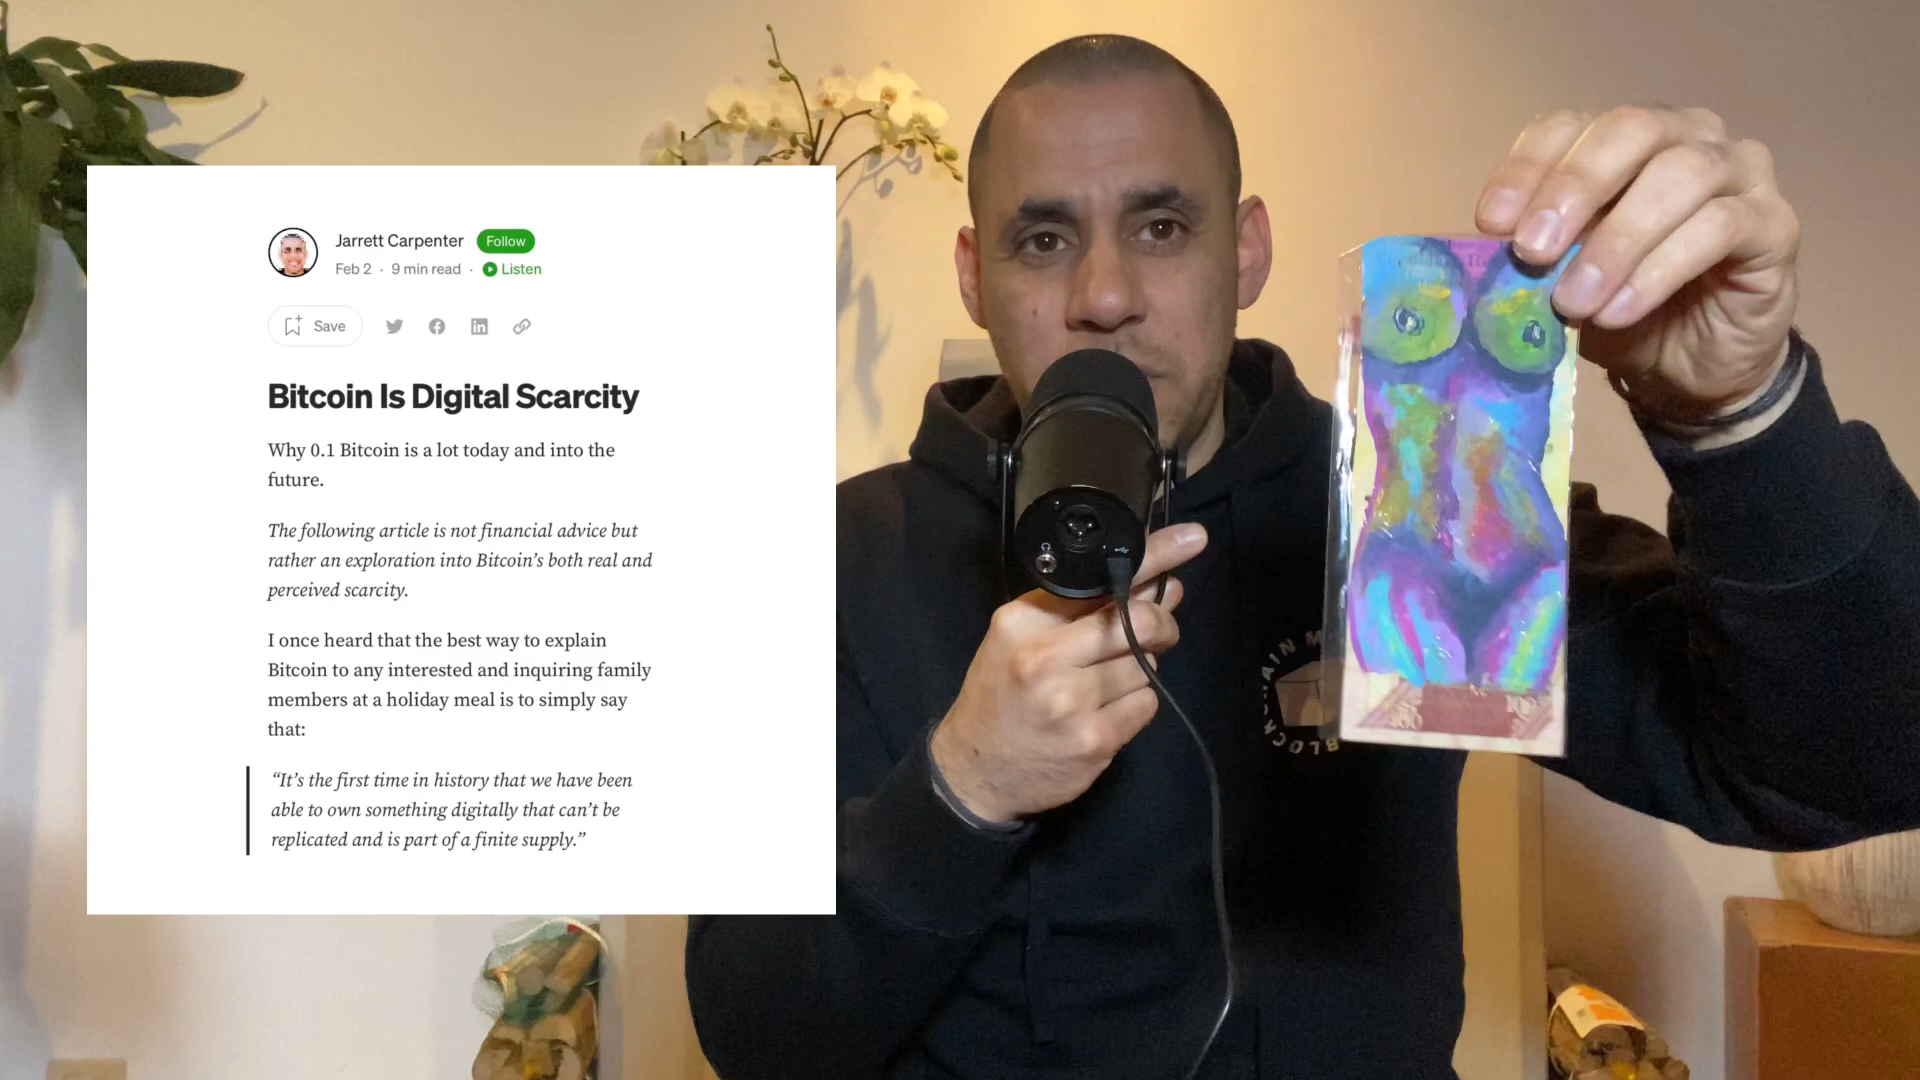 Jarrett Carpenter Follow
Feb 2 · 9 min read · Listen
Save
Bitcoin Is Digital Scarcity
Why 0.1 Bitcoin is a lot today and into the
future.
The following article is not financial advice but
rather an exploration into Bitcoin’s both real and
perceived scarcity.
I once heard that the best way to explain
Bitcoin to any interested and inquiring family
members at a holiday meal is to simply say
that:
“It’s the first time in history that we have been
able to own something digitally that can’t be
replicated and is part of a finite supply.”
100
100